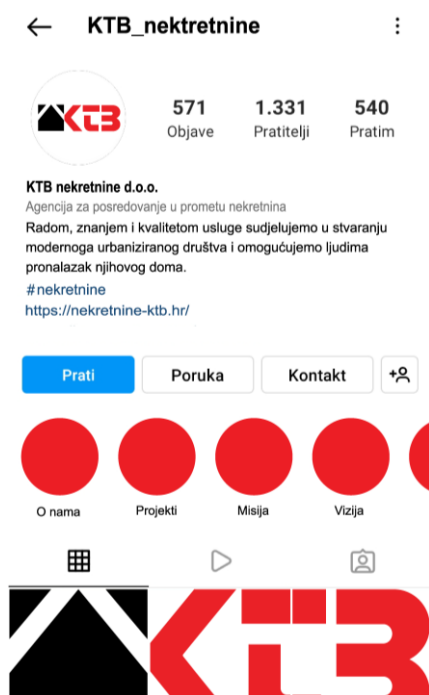 KTB_nektretnine
KTB
571 1.331 540
Objave Pratitelji Pratim
KTB nekretnine d.o.o.
Agencija za posredovanje u prometu nekretnina
Radom, znanjem i kvalitetom usluge sudjelujemo u stvaranju
modernoga urbaniziranog društva i omogućujemo ljudima
pronalazak njihovog doma.
#nekretnine
https://nekretnine-ktb.hr/
Prati Poruka Kontakt
O nama Projekti Misija Vizija
KTB